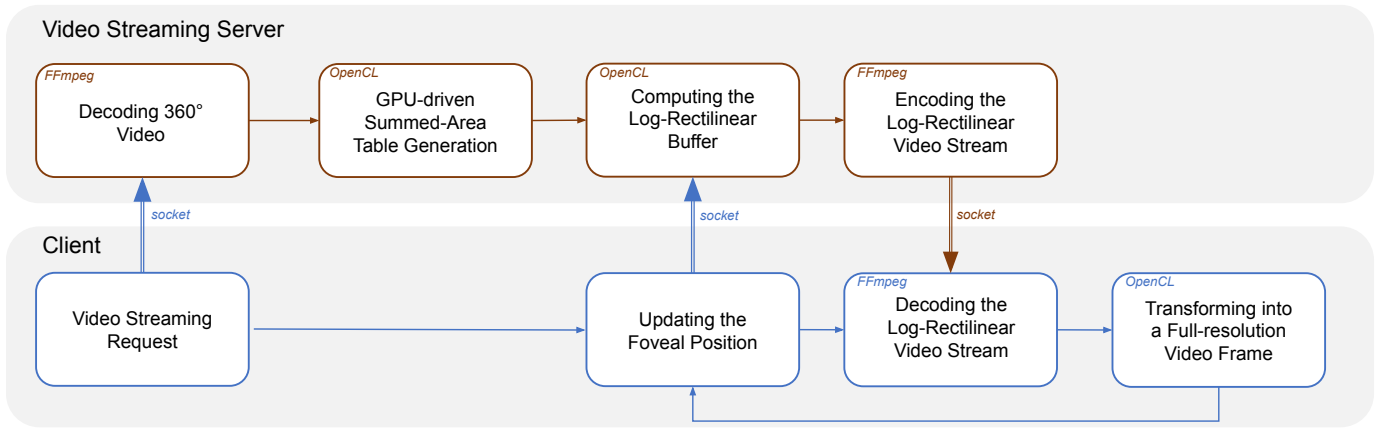 Video Streaming Server
FFmpeg
Decoding 360°
Video
OpenCL
GPU-driven
Summed-Area
Table Generation
OpenCL
Computing the
Log-Rectilinear
Buffer
FFmpeg
Encoding the
Log-Rectilinear
Video Stream
socket
socket
socket
Client
Video Streaming
Request
Updating the
Foveal Position
FFmpeg
Decoding the
Log-Rectilinear
Video Stream
OpenCL
Transforming into
a Full-resolution
Video Frame